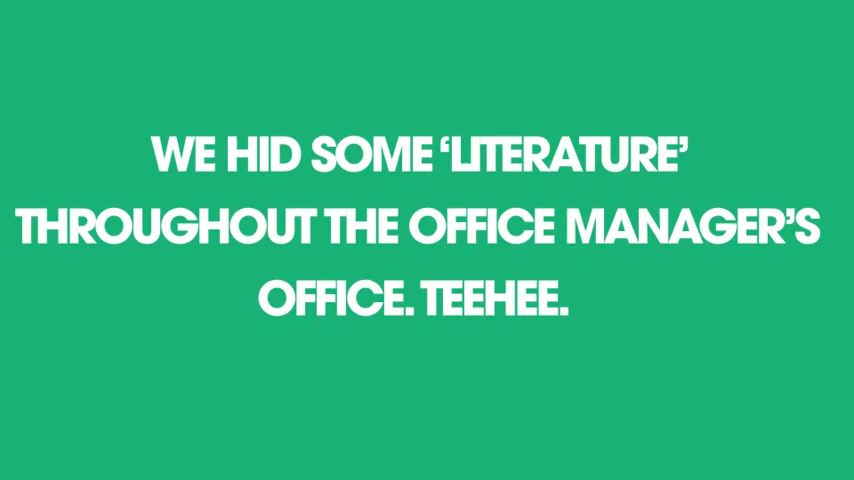 WE HID SOME ‘LITERATURE’
THROUGHOUT THE OFFICE MANAGER’S
OFFICE. TEEHEE.